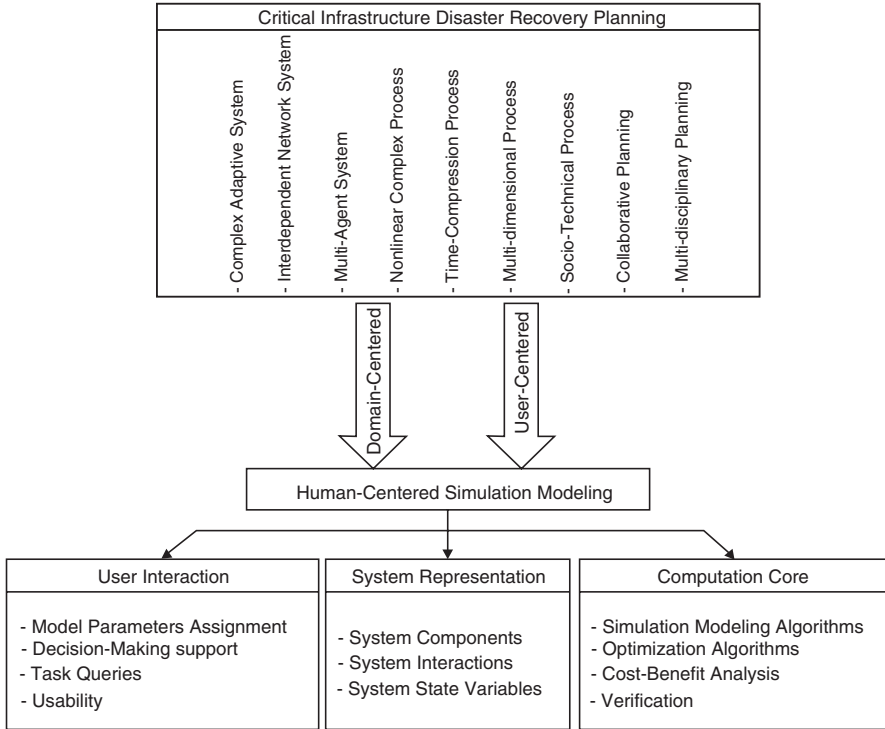 Critical Infrastructure Disaster Recovery Planning
- Complex Adaptive System
- Interdependent Network System
- Multi-Agent System
- Nonlinear Complex Process
- Time-Compression Process
- Multi-dimensional Process
- Socio-Technical Process
- Collaborative Planning
- Multi-disciplinary Planning
Domain-Centered
User-Centered
Human-Centered Simulation Modeling
User Interaction
- Model Parameters Assignment
- Decision-Making support
- Task Queries
- Usability
System Representation
- System Components
- System Interactions
- System State Variables
Computation Core
- Simulation Modeling Algorithms
- Optimization Algorithms
- Cost-Benefit Analysis
- Verification